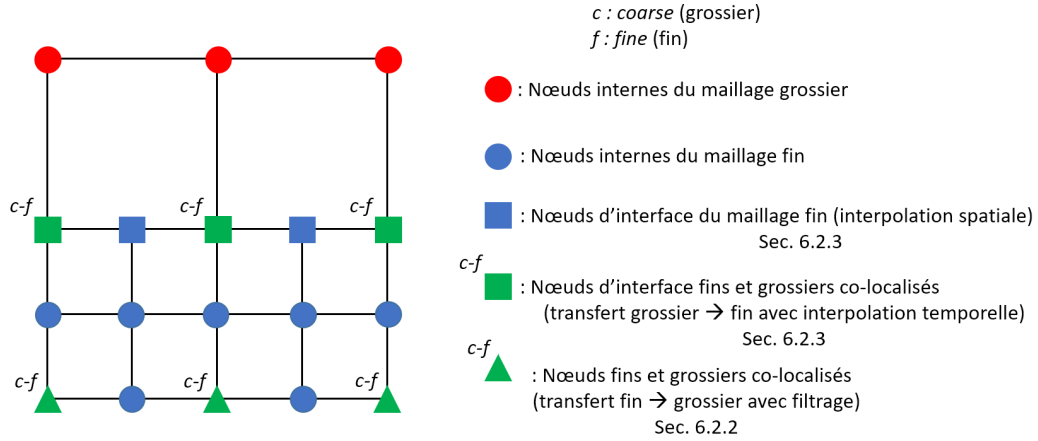 c : coarse (grossier)
f : fine (fin)
: Nœuds internes du maillage grossier
: Nœuds internes du maillage fin
c-f c-f c-f
: Nœuds d’interface du maillage fin (interpolation spatiale)
Sec. 6.2.3
c-f
: Nœuds d’interface fins et grossiers co-localisés
(transfert grossier → fin avec interpolation temporelle)
Sec. 6.2.3
c-f
: Nœuds fins et grossiers co-localisés
c-f c-f c-f
(transfert fin → grossier avec filtrage)
Sec. 6.2.2